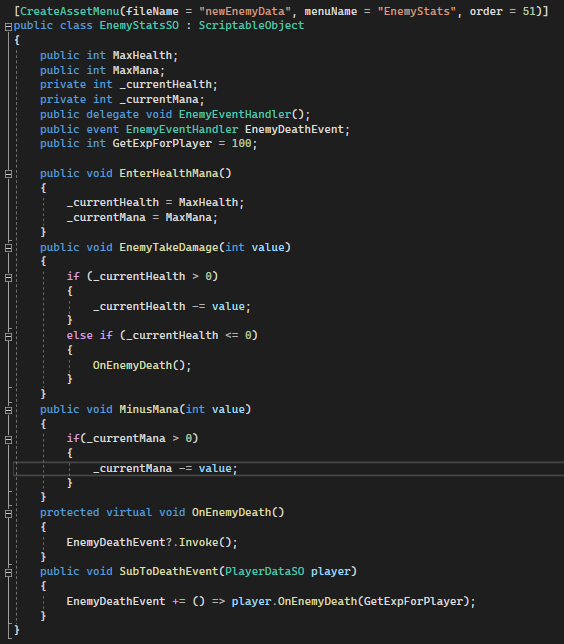 [CreateAssetMenu(fileName = "newEnemyData", menuName = "EnemyStats", order = 51)]
public class EnemyStatsSO : ScriptableObject
{
    public int MaxHealth;
    public int MaxMana;
    private int _currentHealth;
    private int _currentMana;
    public delegate void EnemyEventHandler();
    public event EnemyEventHandler EnemyDeathEvent;
    public int GetExpForPlayer = 100;

    public void EnterHealthMana()
    {
        _currentHealth = MaxHealth;
        _currentMana = MaxMana;
    }
    public void EnemyTakeDamage(int value)
    {
        if (_currentHealth > 0)
        {
            _currentHealth -= value;
        }
        else if (_currentHealth <= 0)
        {
            OnEnemyDeath();
        }
    }
    public void MinusMana(int value)
    {
        if(_currentMana > 0)
        {
            _currentMana -= value;
        }
    }
    protected virtual void OnEnemyDeath()
    {
        EnemyDeathEvent?.Invoke();
    }
    public void SubToDeathEvent(PlayerDataSO player)
    {
        EnemyDeathEvent += () => player.OnEnemyDeath(GetExpForPlayer);
    }
}